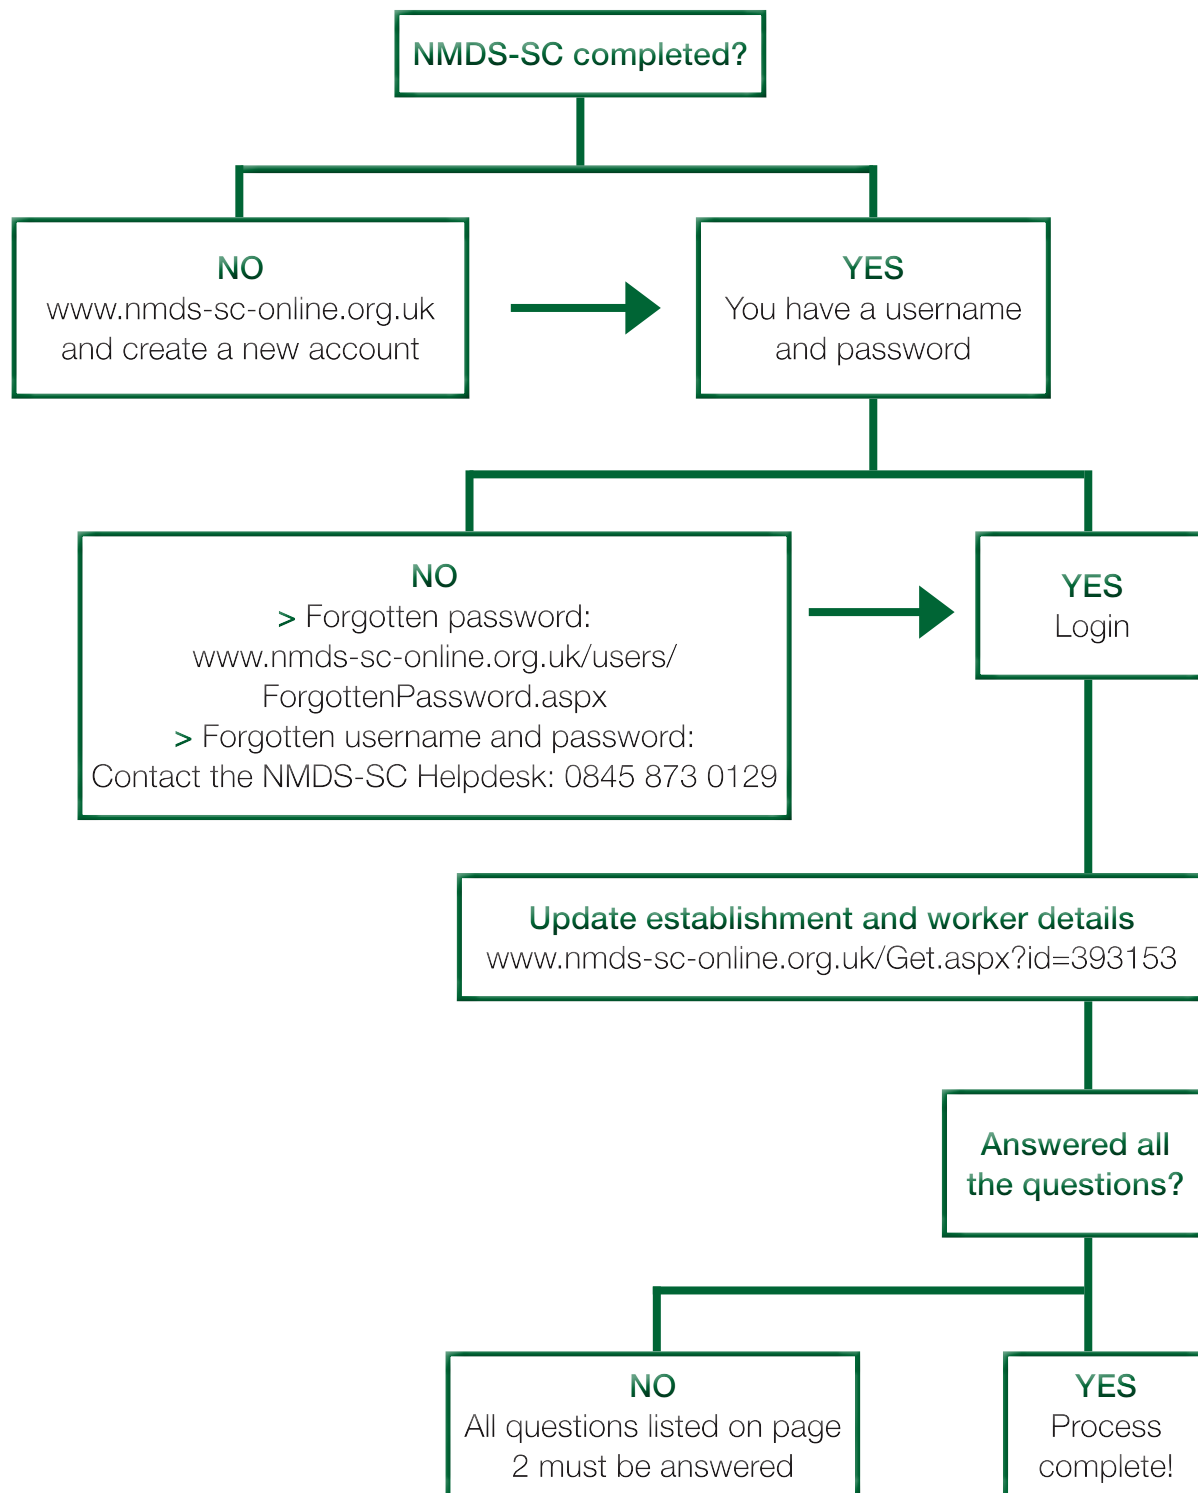 NMDS-SC completed?
NO
www.nmds-sc-online.org.uk
and create a new account
YES
You have a username
and password
NO
> Forgotten password:
www.nmds-sc-online.org.uk/users/
ForgottenPassword.aspx
> Forgotten username and password:
Contact the NMDS-SC Helpdesk: 0845 873 0129
YES
Login
Update establishment and worker details
www.nmds-sc-online.org.uk/Get.aspx?id=393153
Answered all
the questions?
NO
All questions listed on page
2 must be answered
YES
Process
complete!